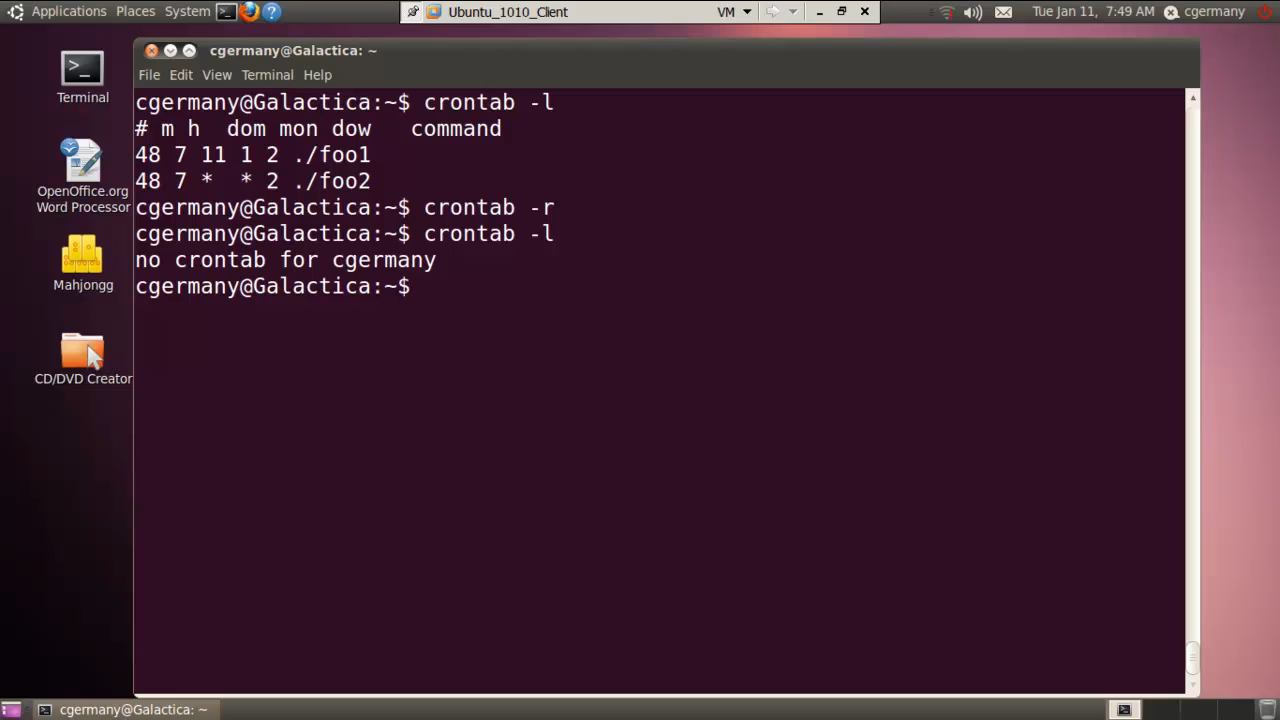 Applications Places System
Ubuntu_1010_Client
VM
Tue Jan 11, 7:49 AM
cgermany
cgermany@Galactica: ~
File Edit View Terminal Help
Terminal
OpenOffice.org
Word Processor
Mahjongg
CD/DVD Creator
cgermany@Galactica:~$ crontab -l
# m h  dom mon dow   command
48 7 11 1 2 ./foo1
48 7 *  * 2 ./foo2
cgermany@Galactica:~$ crontab -r
cgermany@Galactica:~$ crontab -l
no crontab for cgermany
cgermany@Galactica:~$
cgermany@Galactica: ~